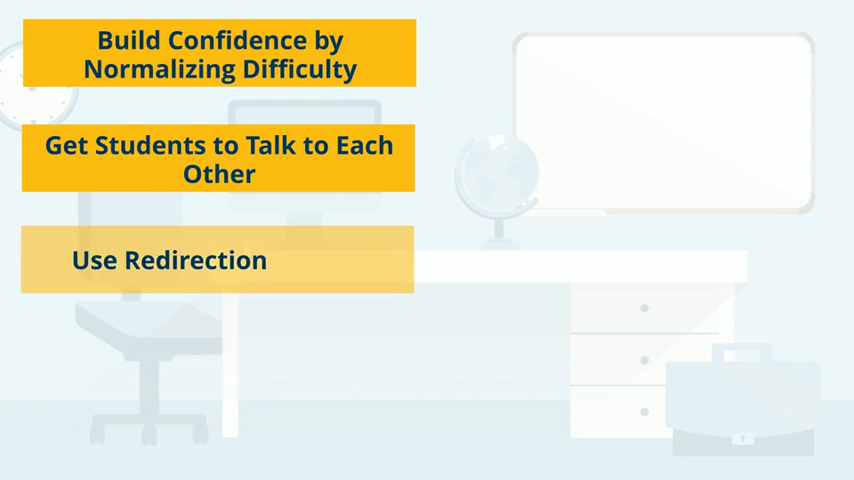 Build Confidence by
Normalizing Difficulty
Get Students to Talk to Each
Other
Use Redirection